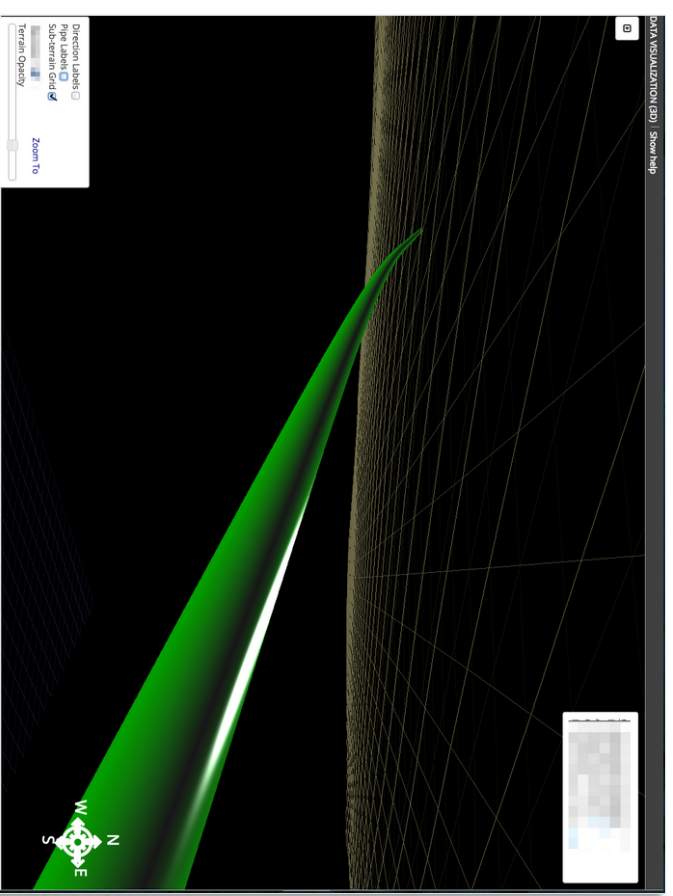 DATA VISUALIZATION (3D) | Show help
Direction Labels
Pipe Labels
Sub-terrain Grid
Zoom To
Terrain Opacity
N
W
E
S